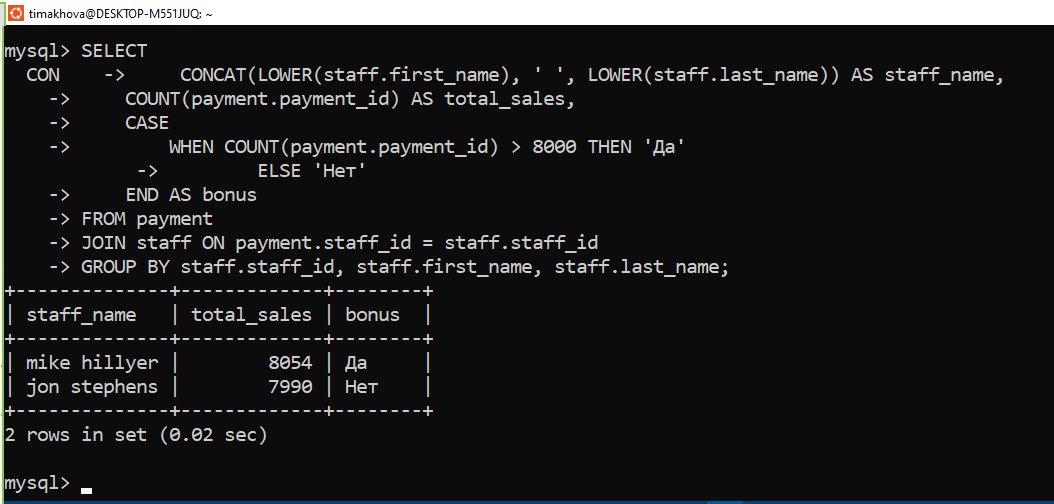 timakhova@DESKTOP-M551JUQ: ~
mysql> SELECT
  CON    ->     CONCAT(LOWER(staff.first_name), ' ', LOWER(staff.last_name)) AS staff_name,
    ->     COUNT(payment.payment_id) AS total_sales,
    ->     CASE
    ->         WHEN COUNT(payment.payment_id) > 8000 THEN 'Да'
            ->         ELSE 'Нет'
    ->     END AS bonus
    -> FROM payment
    -> JOIN staff ON payment.staff_id = staff.staff_id
    -> GROUP BY staff.staff_id, staff.first_name, staff.last_name;
+--------------+-------------+--------+
| staff_name   | total_sales | bonus  |
+--------------+-------------+--------+
| mike hillyer |        8054 | Да     |
| jon stephens |        7990 | Нет    |
+--------------+-------------+--------+
2 rows in set (0.02 sec)
mysql>